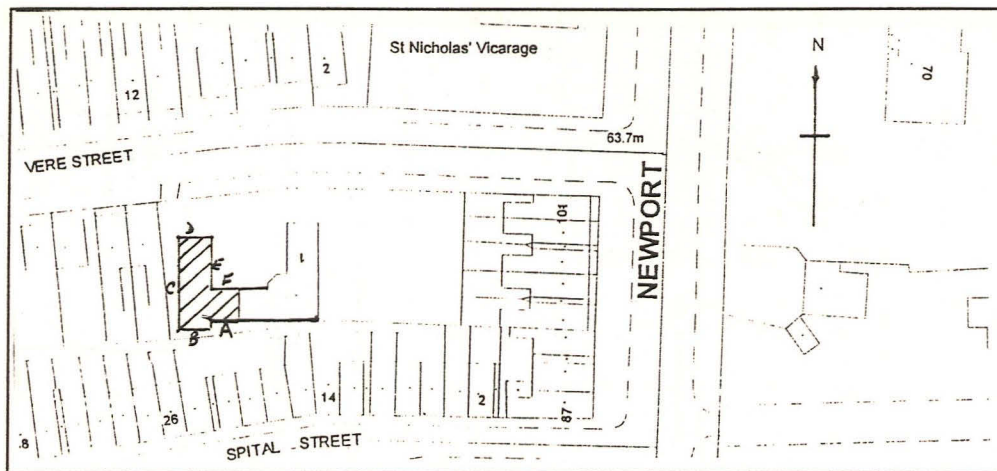 St Nicholas' Vicarage
N
70
2
12
63.7m
VERE STREET
NEWPORT
101
D
E
F
C
A
B
1
14
2
87
26
8
SPITAL STREET